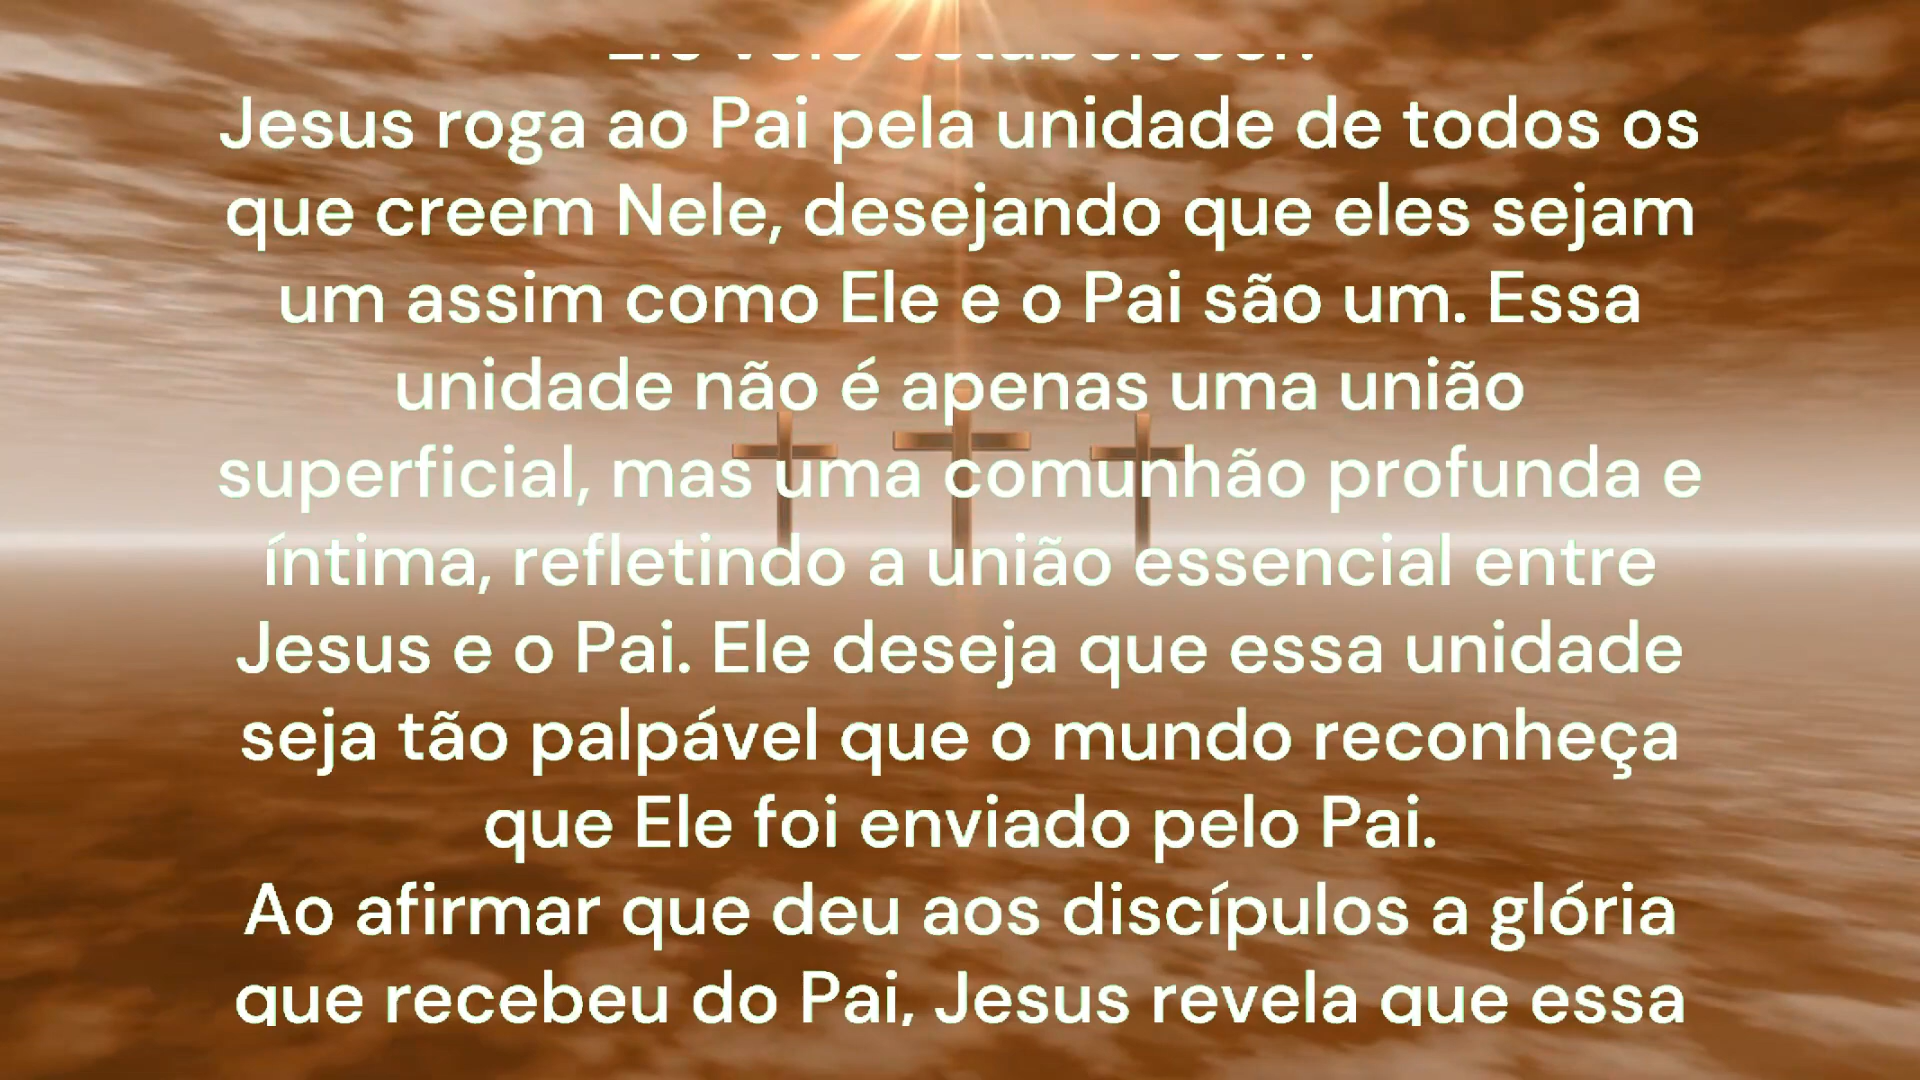 Jesus roga ao Pai pela unidade de todos os
que creem Nele, desejando que eles sejam
um assim como Ele e o Pai são um. Essa
unidade não é apenas uma união
superficial, mas uma comunhão profunda e
íntima, refletindo a união essencial entre
Jesus e o Pai. Ele deseja que essa unidade
seja tão palpável que o mundo reconheça
que Ele foi enviado pelo Pai.
Ao afirmar que deu aos discípulos a glória
que recebeu do Pai, Jesus revela que essa